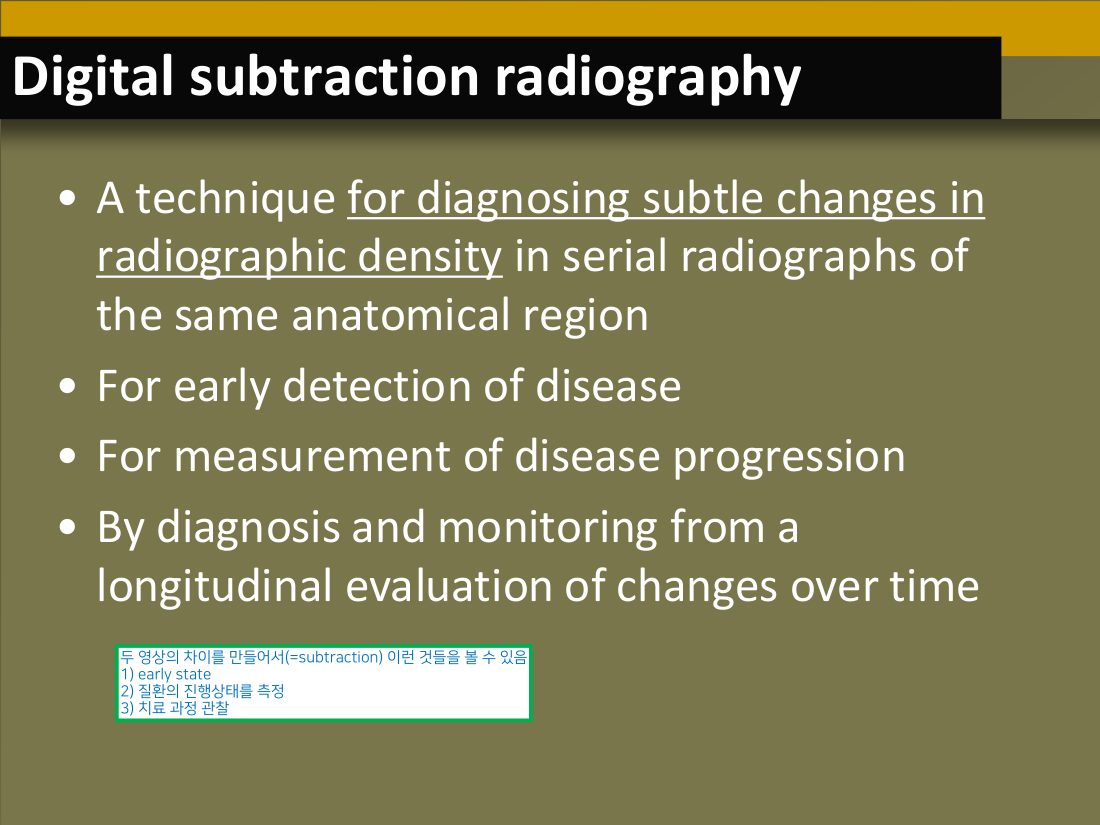 Digital subtraction radiography
• A technique for diagnosing subtle changes in
radiographic density in serial radiographs of
the same anatomical region
• For early detection of disease
• For measurement of disease progression
• By diagnosis and monitoring from a
longitudinal evaluation of changes over time
두 영상의 차이를 만들어서(=subtraction) 이런 것들을 볼 수 있음
1) early state
2) 질환의 진행상태를 측정
3) 치료 과정 관찰